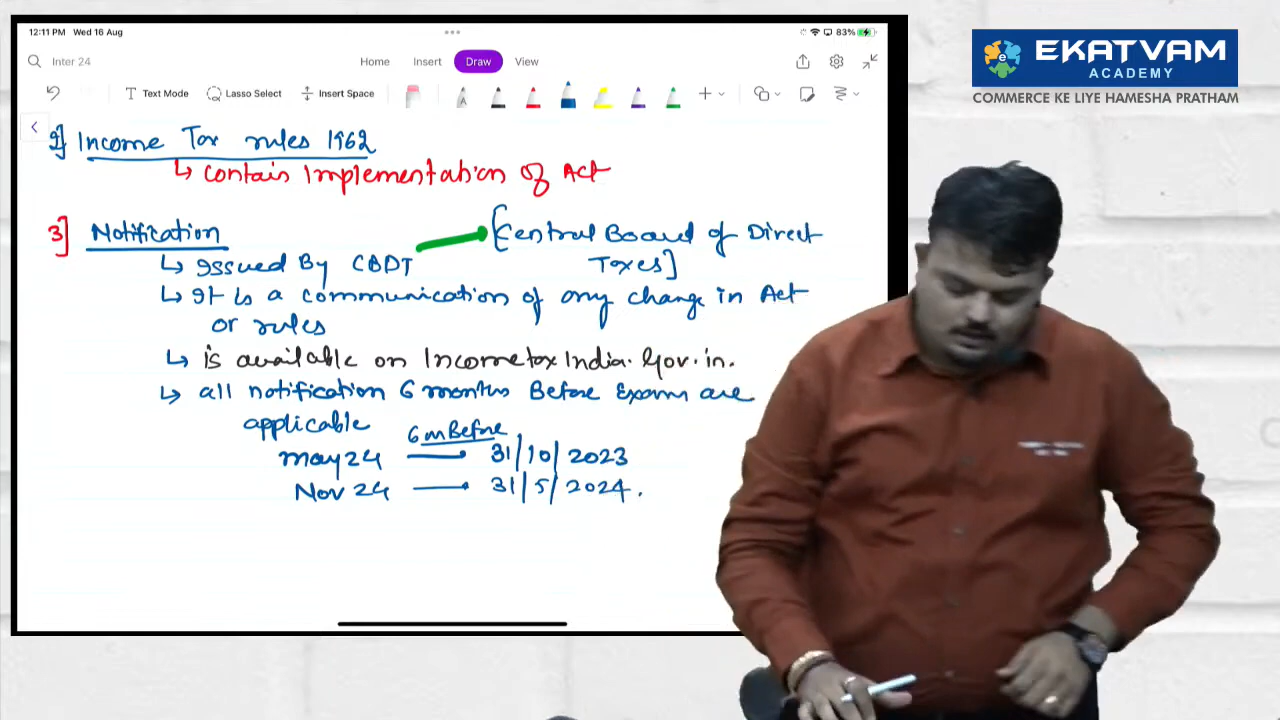 12:11 PM Wed 16 Aug
83%
Inter 24
Home Insert Draw View
Text Mode Lasso Select Insert Space
EKATVAM
ACADEMY
COMMERCE KE LIYE HAMESHA PRATHAM
2] Income Tax rules 1962
↳ contain Implementation of Act
3] Notification
↳ Issued By CBDT [Central Board of Direct
Taxes]
↳ It is a communication of any change in Act
or rules
↳ is available on Incometax India.Gov.in.
↳ all notification 6 months Before Exam are
applicable
6m Before
may 24 31/10/2023
Nov 24 31/5/2024.